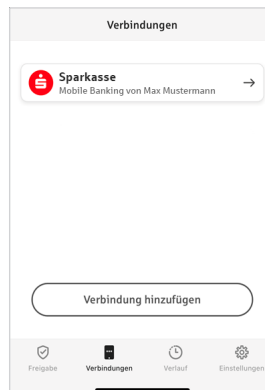 Verbindungen
Sparkasse
Mobile Banking von Max Mustermann
Verbindung hinzufügen
Freigabe Verbindungen Verlauf Einstellungen